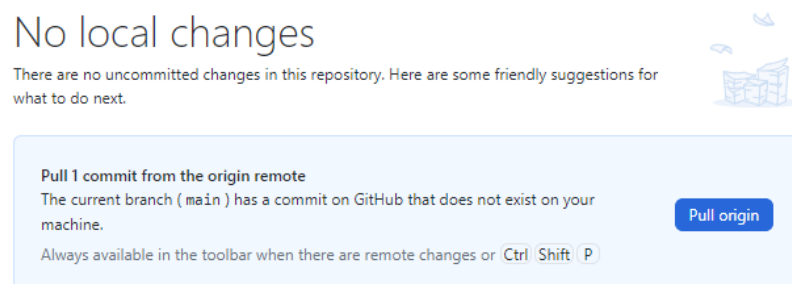 No local changes
There are no uncommitted changes in this repository. Here are some friendly suggestions for
what to do next.
Pull 1 commit from the origin remote
The current branch ( main ) has a commit on GitHub that does not exist on your
machine.
Pull origin
Always available in the toolbar when there are remote changes or Ctrl Shift P